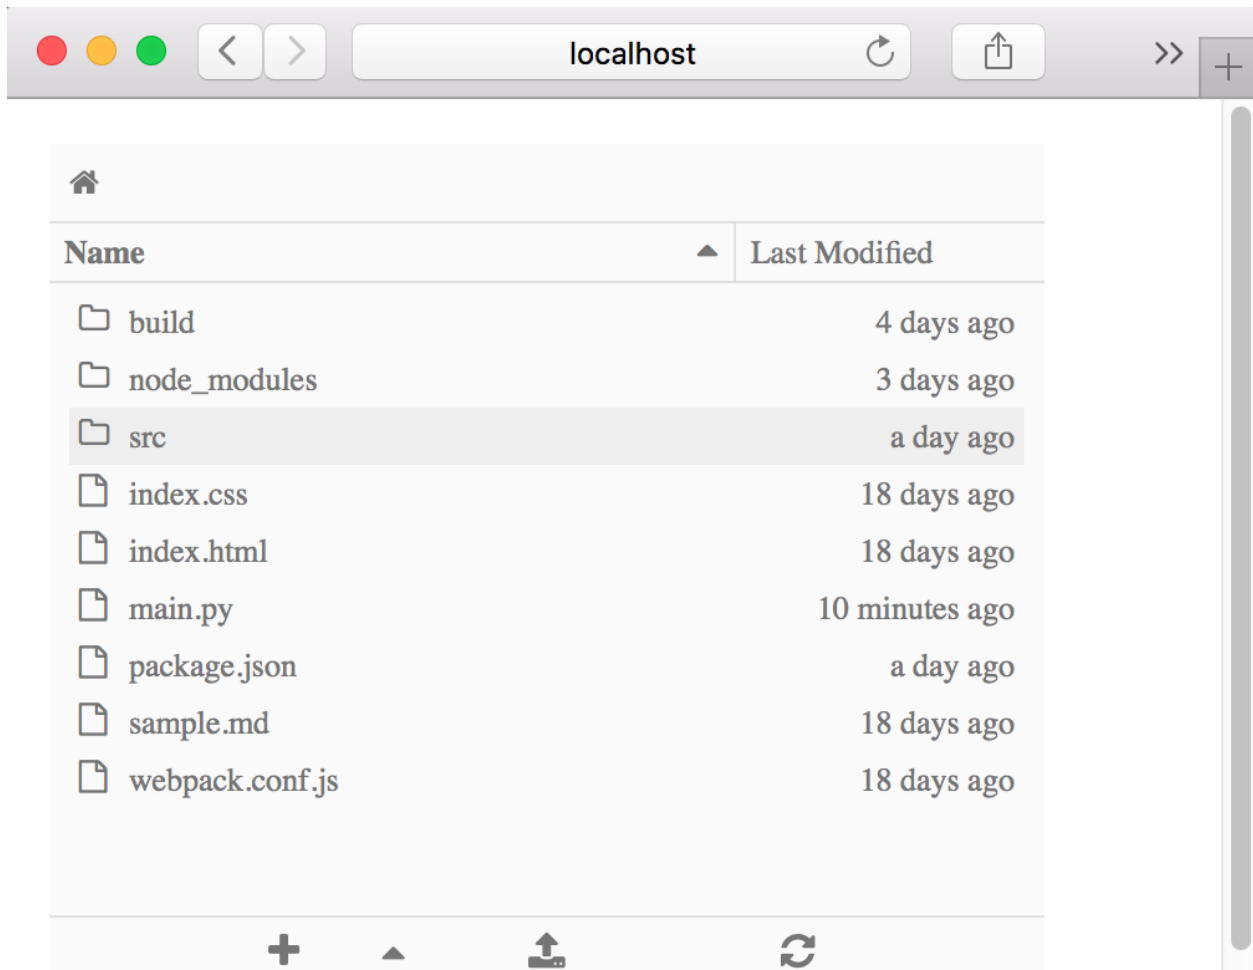 localhost
Name Last Modified
build 4 days ago
node_modules 3 days ago
src a day ago
index.css 18 days ago
index.html 18 days ago
main.py 10 minutes ago
package.json a day ago
sample.md 18 days ago
webpack.conf.js 18 days ago